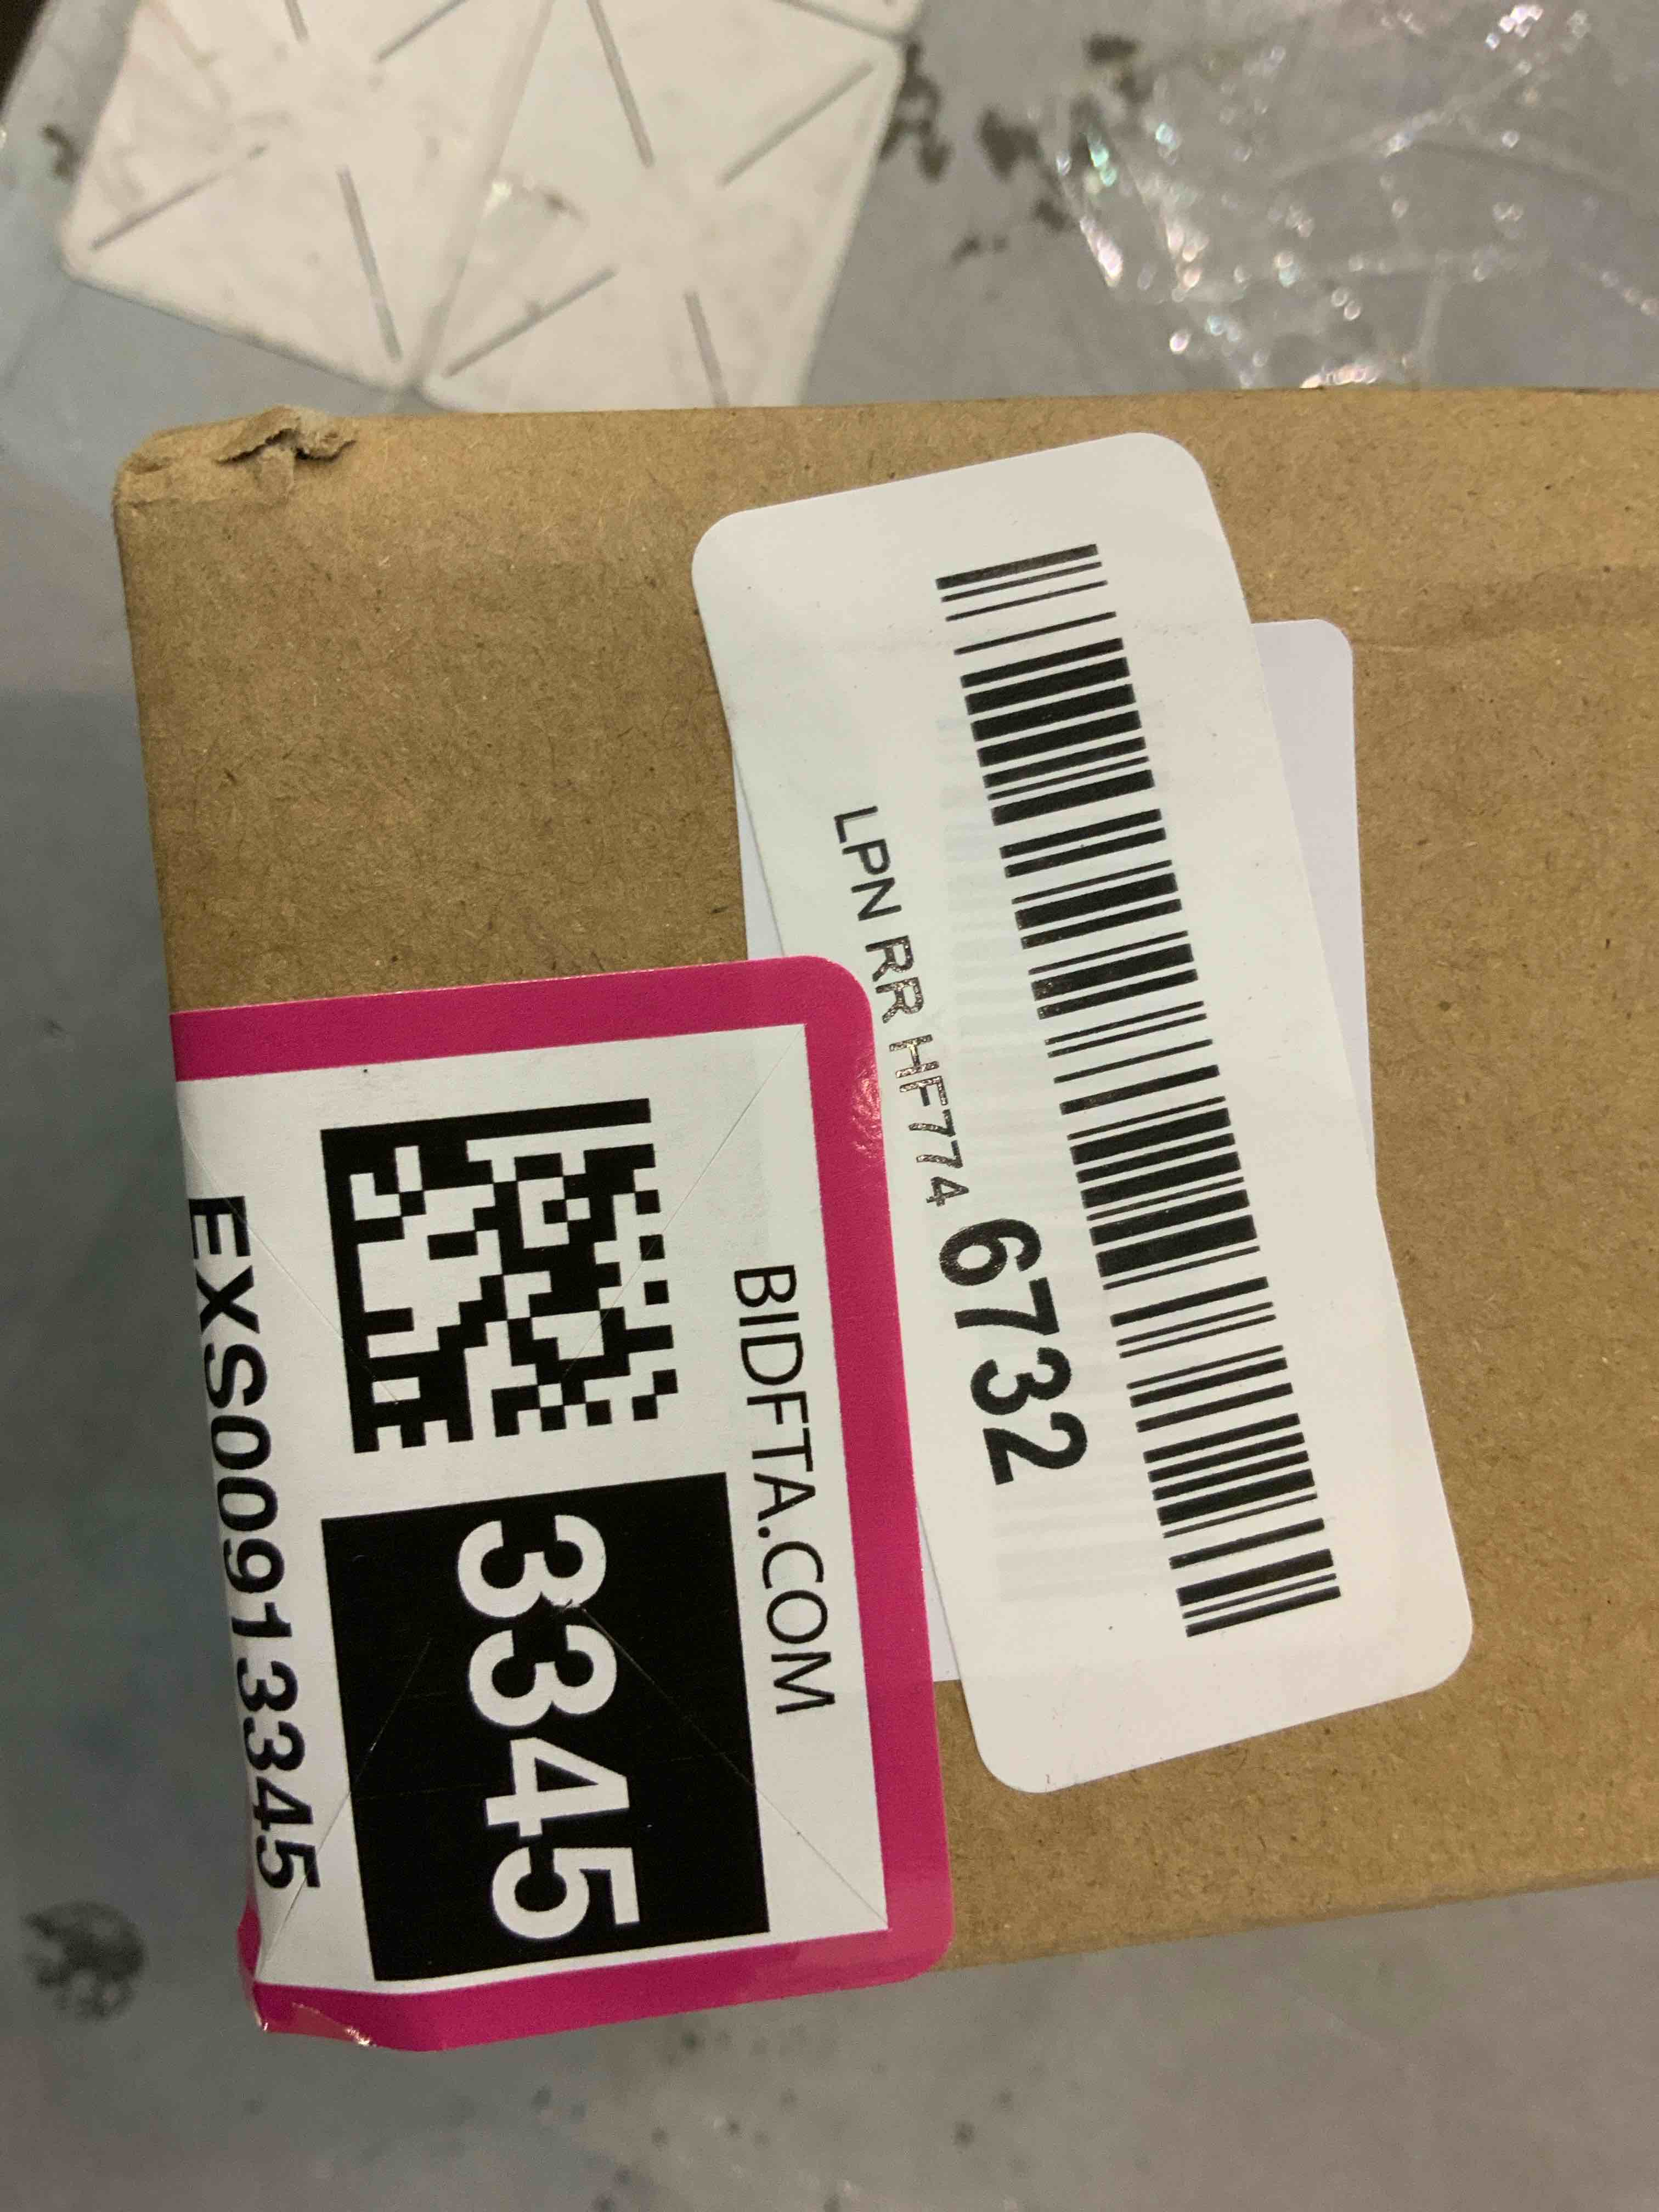 LPN RR HF774 6732
BIDFTA.COM
3345
EXS00913345